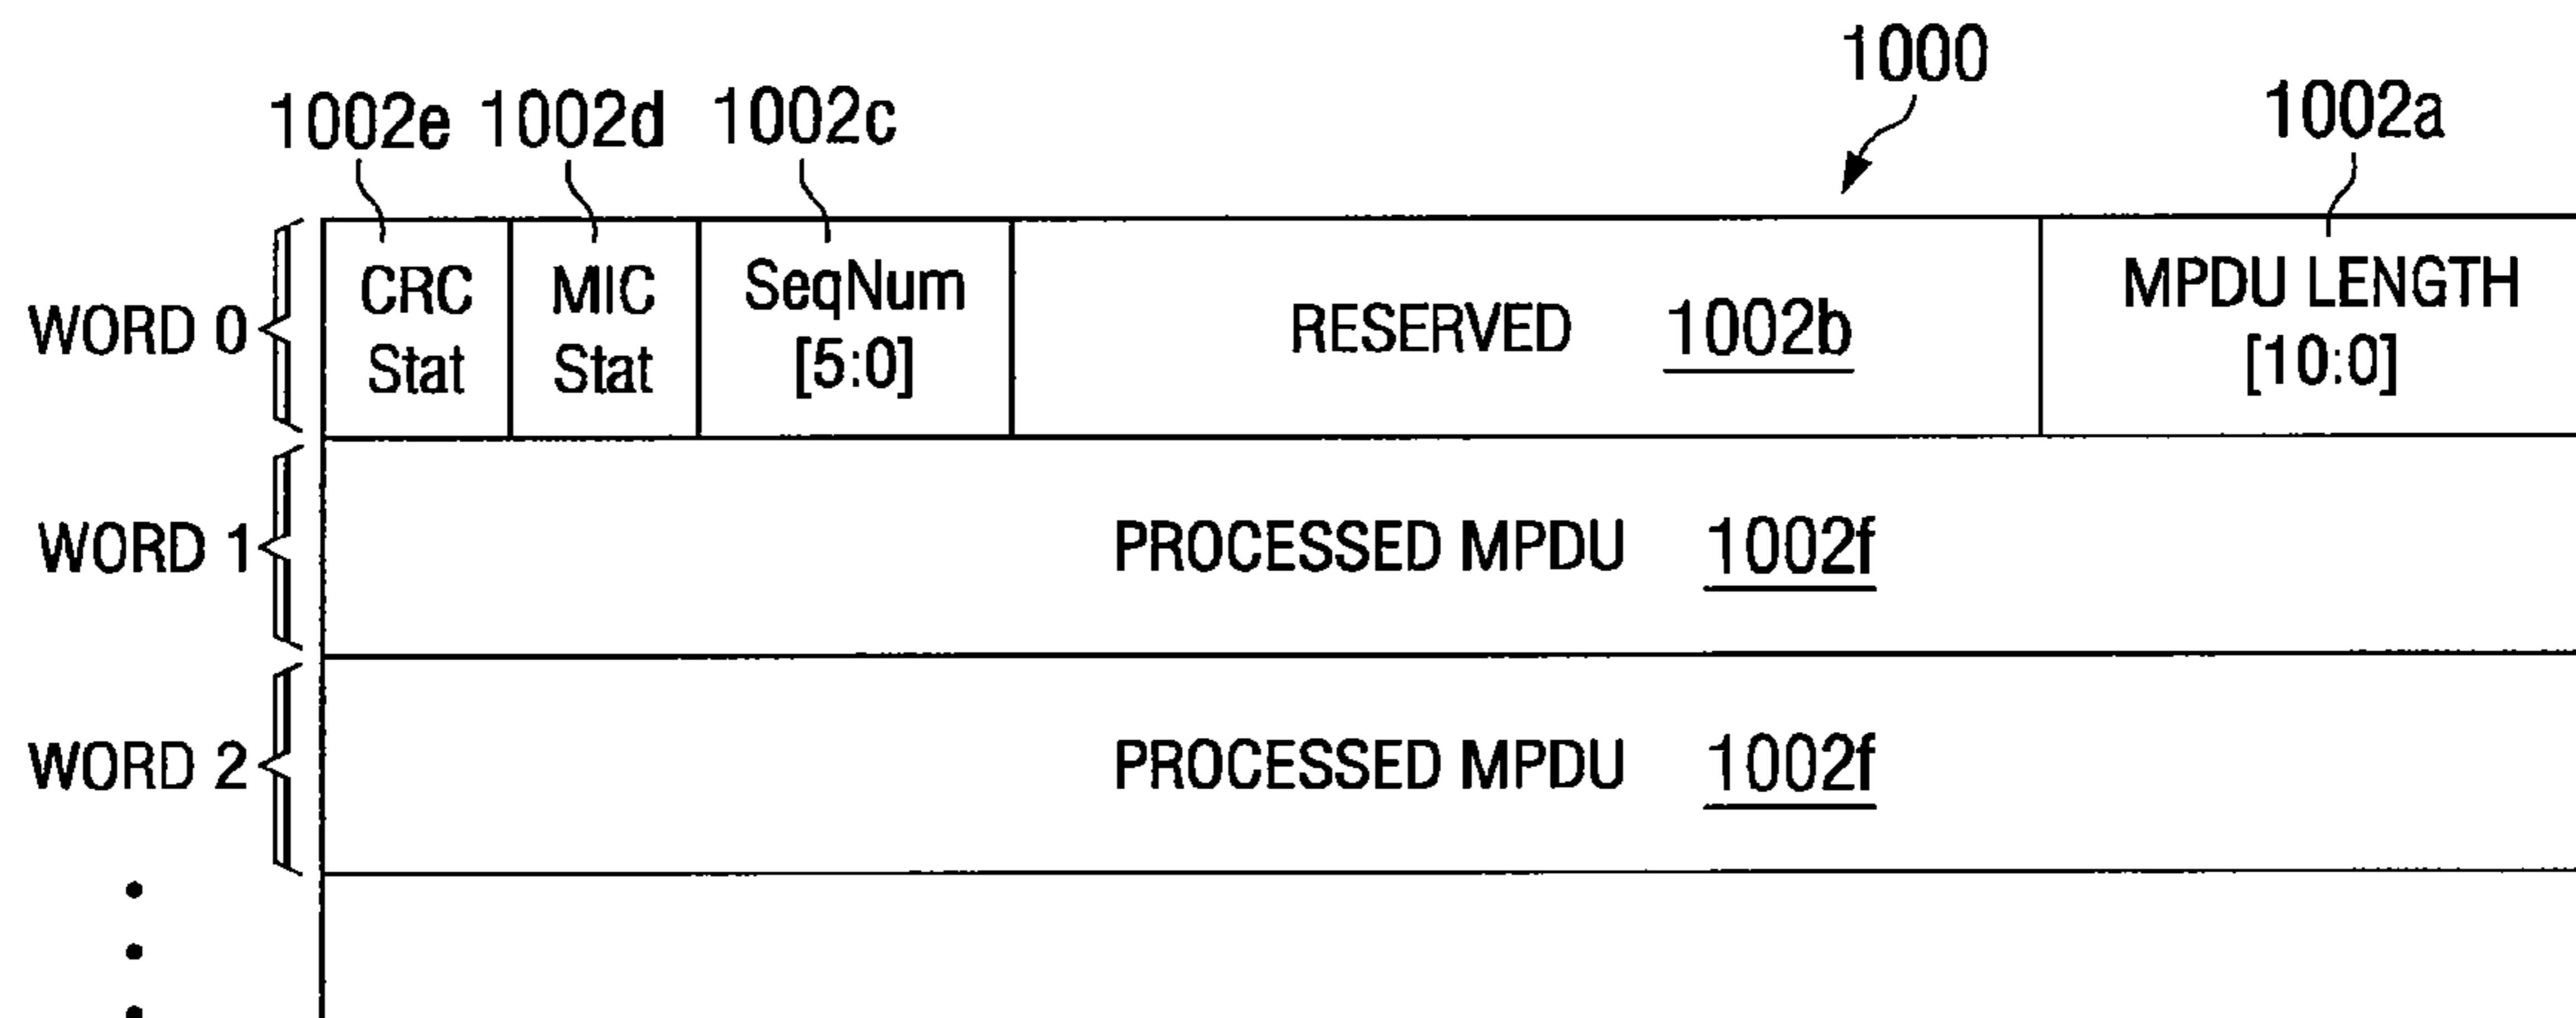 1000
1002e 1002d 1002c 1002a
WORD 0 CRC Stat MIC Stat SeqNum [5:0] RESERVED 1002b MPDU LENGTH [10:0]
WORD 1 PROCESSED MPDU 1002f
WORD 2 PROCESSED MPDU 1002f